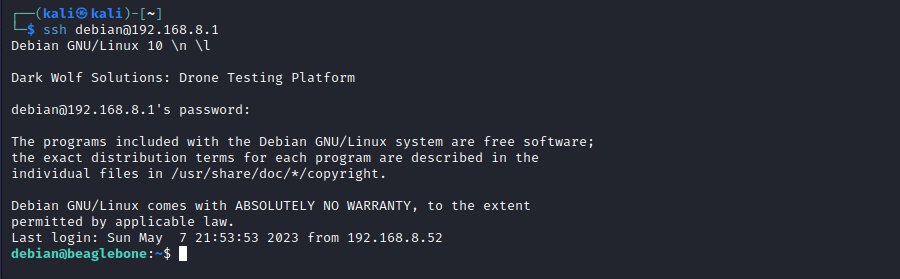 ┌──(kali㉿kali)-[~]
└─$ ssh debian@192.168.8.1
Debian GNU/Linux 10 \n \l
Dark Wolf Solutions: Drone Testing Platform
debian@192.168.8.1's password:
The programs included with the Debian GNU/Linux system are free software;
the exact distribution terms for each program are described in the
individual files in /usr/share/doc/*/copyright.
Debian GNU/Linux comes with ABSOLUTELY NO WARRANTY, to the extent
permitted by applicable law.
Last login: Sun May  7 21:53:53 2023 from 192.168.8.52
debian@beaglebone:~$